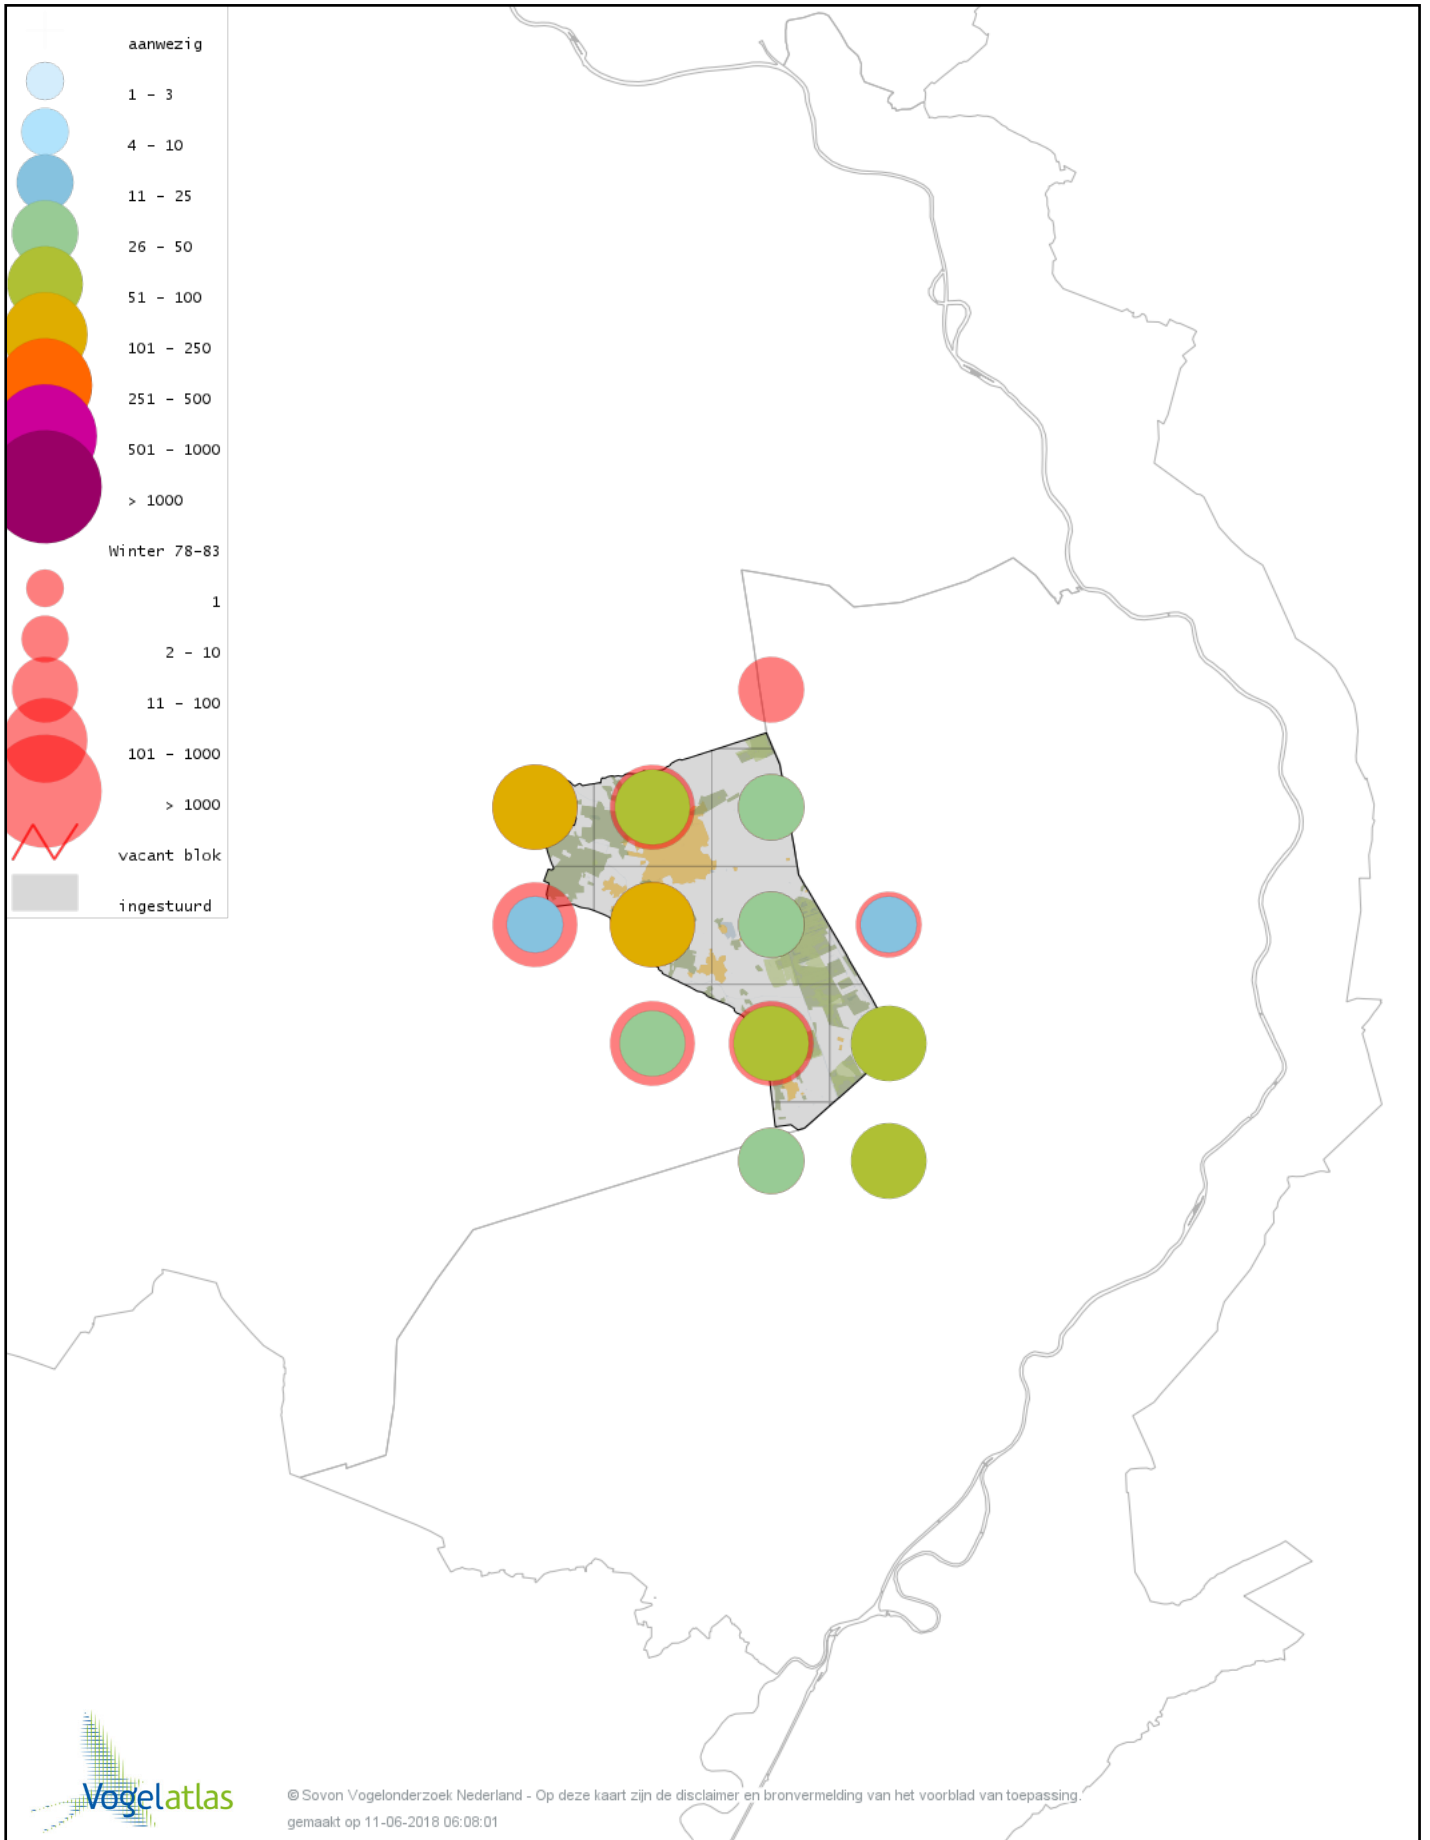 aanwezig
1 - 3
4 - 10
11 - 25
26 - 50
51 - 100
101 - 250
251 - 500
501 - 1000
> 1000
Winter 78-83
1
2 - 10
11 - 100
101 - 1000
> 1000
vacant blok
ingestuurd
Vogelatlas
© Sovon Vogelonderzoek Nederland - Op deze kaart zijn de disclaimer en bronvermelding van het voorblad van toepassing.
gemaakt op 11-06-2018 06:08:01